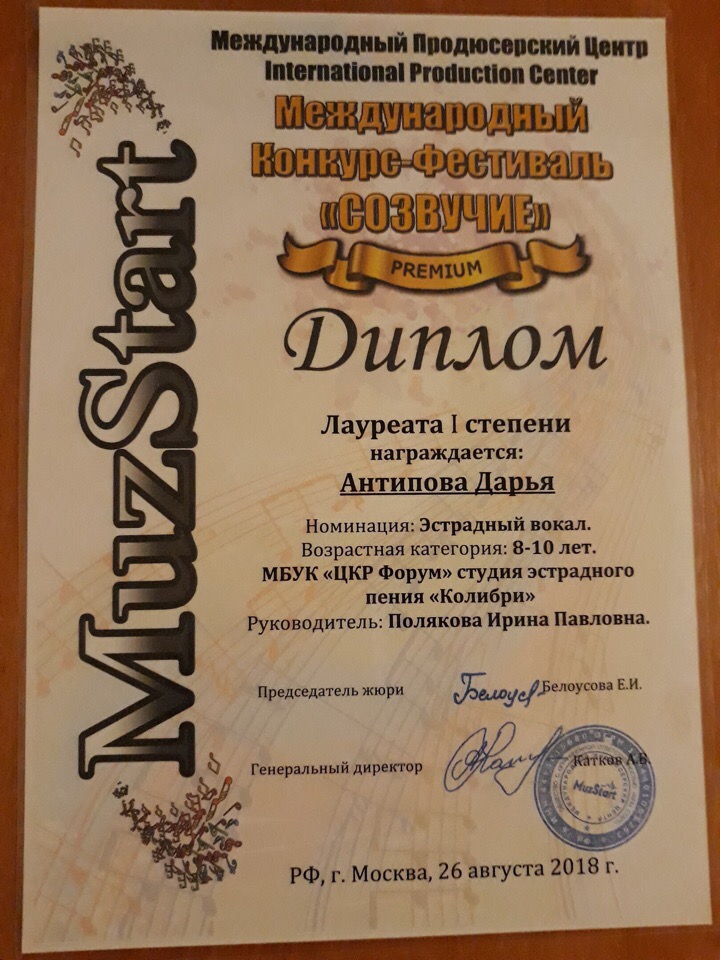 Международный Продюсерский Центр
International Production Center
Международный
Конкурс-Фестиваль
«СОЗВУЧИЕ»
PREMIUM
Диплом
MuzStart
Лауреата I степени
награждается:
Антипова Дарья
Номинация: Эстрадный вокал.
Возрастная категория: 8-10 лет.
МБУК «ЦКР Форум» студия эстрадного
пения «Колибри»
Руководитель: Полякова Ирина Павловна.
Председатель жюри Белоусова Е.И.
Генеральный директор Катков А.В.
MuzStart
РФ, г. Москва, 26 августа 2018 г.